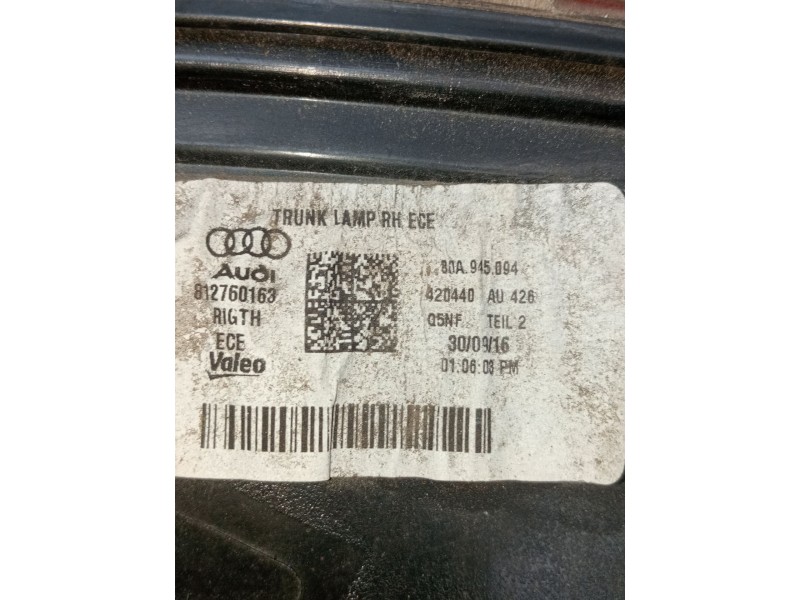 TRUNK LAMP RH ECE
Audi
812760163
RIGTH
ECE
Valeo
80A.945.094
420440 AU 426
Q5NF. TEIL 2
30/09/16
01:06:08 PM